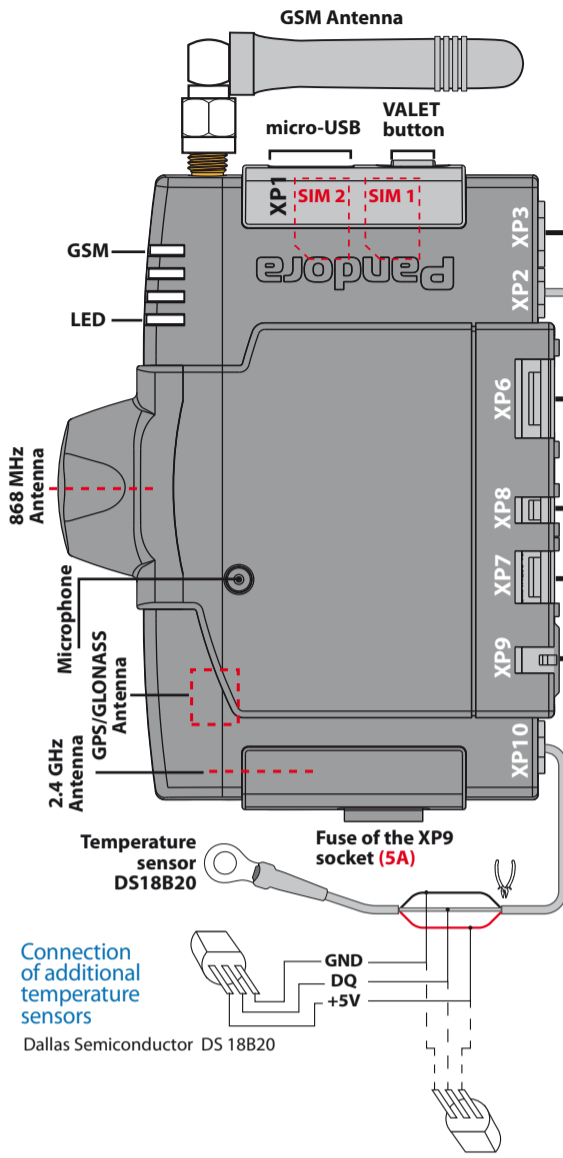 GSM Antenna
micro-USB
VALET
button
XP1
SIM 2
SIM 1
XP3
GSM
Pandora
XP2
LED
XP6
868 MHz
Antenna
XP8
XP7
Microphone
XP9
GPS/GLONASS
Antenna
2.4 GHz
Antenna
XP10
Temperature
sensor
DS18B20
Fuse of the XP9
socket (5A)
Connection
of additional
temperature
sensors
GND
DQ
+5V
Dallas Semiconductor DS 18B20